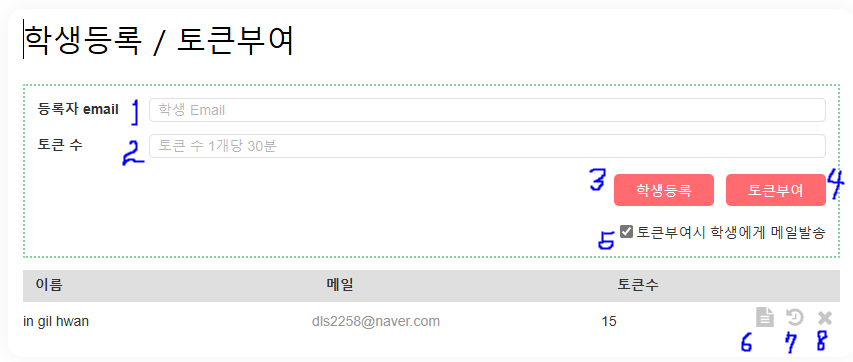 학생등록 / 토큰부여
등록자 email 1 학생 Email
토큰 수 2 토큰 수 1개당 30분
3 학생등록 토큰부여 4
5 토큰부여시 학생에게 메일발송
이름 메일 토큰수
in gil hwan dls2258@naver.com 15
6 7 8